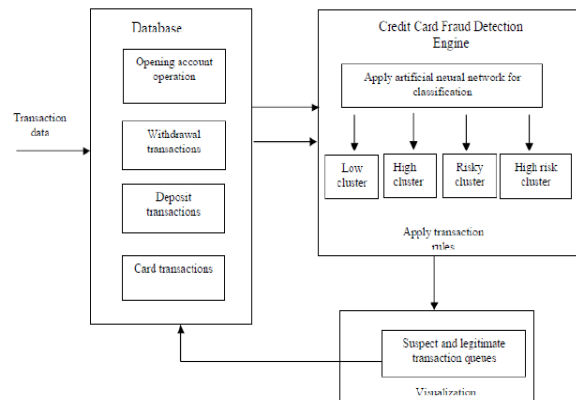 Transaction
data
Database
Opening account
operation
Withdrawal
transactions
Deposit
transactions
Card transactions
Credit Card Fraud Detection
Engine
Apply artificial neural network for
classification
Low
cluster
High
cluster
Risky
cluster
High risk
cluster
Apply transaction
rules
Suspect and legitimate
transaction queues
Visualization